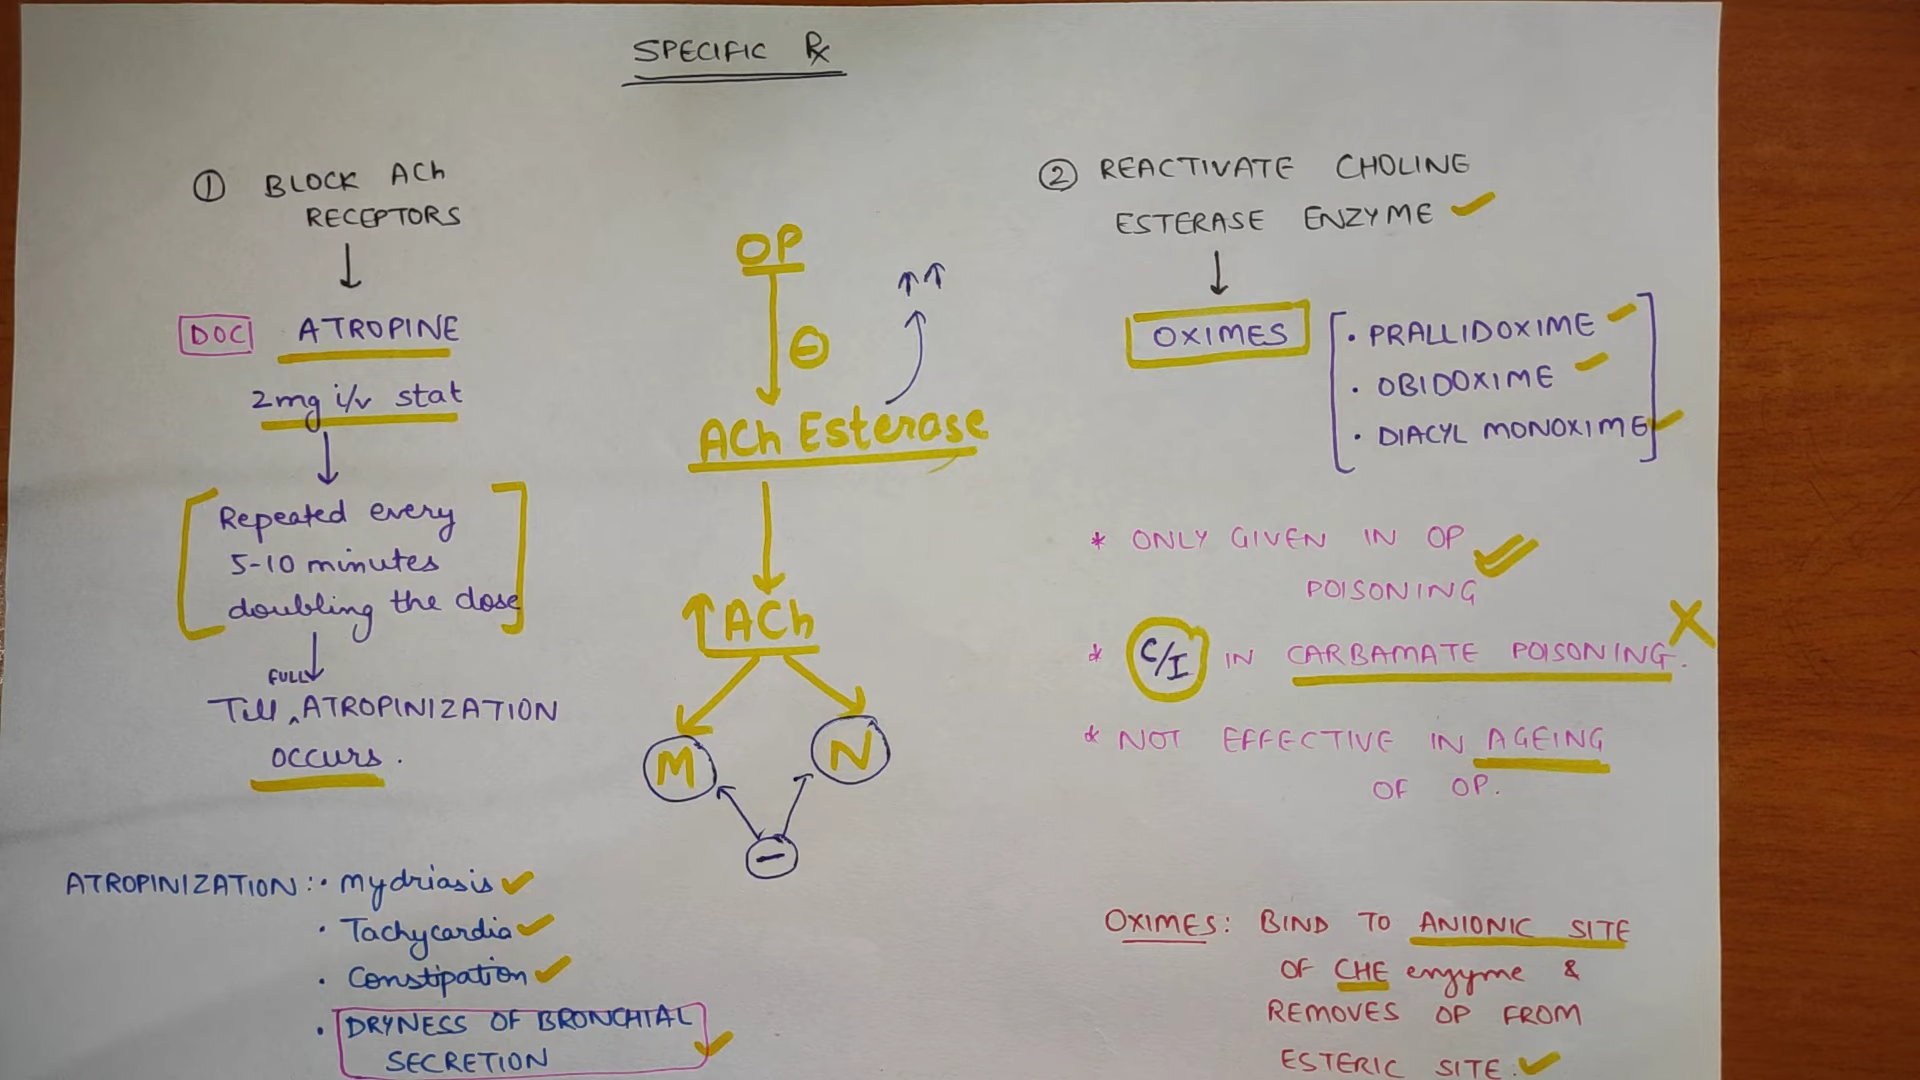 SPECIFIC Rx
① BLOCK ACh
RECEPTORS
↓
DOC ATROPINE
2mg i/v stat
↓
Repeated every
5-10 minutes
doubling the dose
↓
FULL
Till ^ ATROPINIZATION
occurs.
ATROPINIZATION:• mydriasis
• Tachycardia
• Constipation
• DRYNESS OF BRONCHIAL
SECRETION
OP
⊖
↑↑
ACh Esterase
↑ACh
M N
−
② REACTIVATE CHOLINE
ESTERASE ENZYME
↓
OXIMES
• PRALLIDOXIME
• OBIDOXIME
• DIACYL MONOXIME
* ONLY GIVEN IN OP
POISONING
* C/I IN CARBAMATE POISONING.
* NOT EFFECTIVE IN AGEING
OF OP.
OXIMES: BIND TO ANIONIC SITE
OF CHE enzyme &
REMOVES OP FROM
ESTERIC SITE.